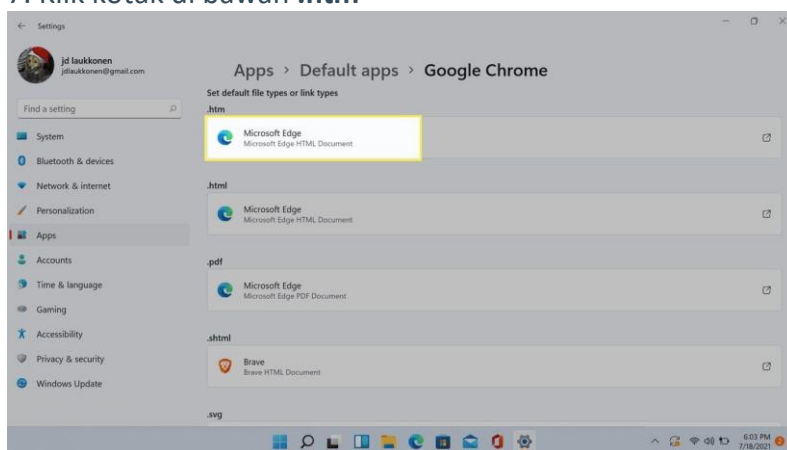 7. Klik kotak di bawah .htm
Settings
jd laukkonen
jdlaukkonen@gmail.com
Apps > Default apps > Google Chrome
Set default file types or link types
Find a setting
.htm
Microsoft Edge
Microsoft Edge HTML Document
System
Bluetooth & devices
Network & internet
.html
Microsoft Edge
Microsoft Edge HTML Document
Personalization
Apps
Accounts
.pdf
Microsoft Edge
Microsoft Edge PDF Document
Time & language
Gaming
Accessibility
.shtml
Brave
Brave HTML Document
Privacy & security
Windows Update
.svg
6:03 PM
7/18/2021